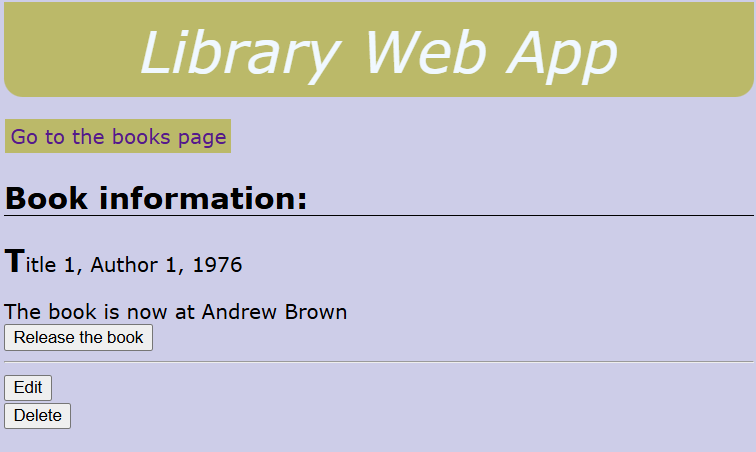 Library Web App
Go to the books page
Book information:
Title 1, Author 1, 1976
The book is now at Andrew Brown
Release the book
Edit
Delete